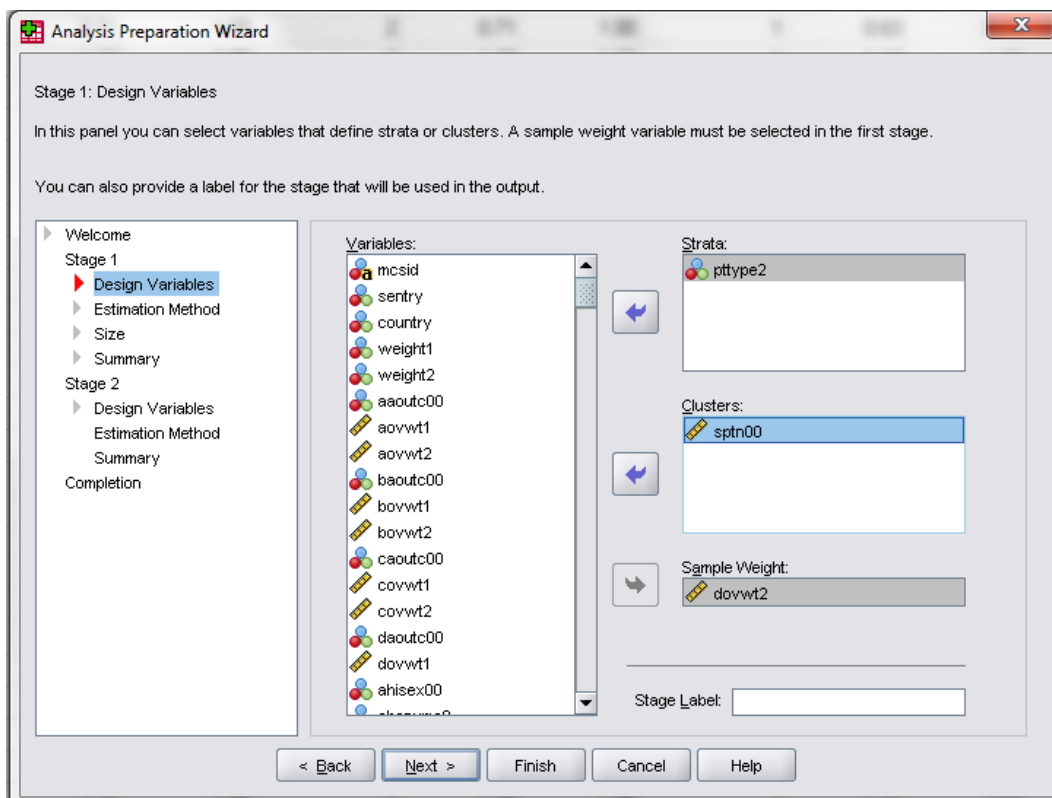 Analysis Preparation Wizard
Stage 1: Design Variables
In this panel you can select variables that define strata or clusters. A sample weight variable must be selected in the first stage.
You can also provide a label for the stage that will be used in the output.
Welcome
Stage 1
Design Variables
Estimation Method
Size
Summary
Stage 2
Design Variables
Estimation Method
Summary
Completion
Variables:
mcsid
sentry
country
weight1
weight2
aaoutc00
aovwt1
aovwt2
baoutc00
bovwt1
bovwt2
caoutc00
covwt1
covwt2
daoutc00
dovwt1
ahisex00
Strata:
pttype2
Clusters:
sptn00
Sample Weight:
dovwt2
Stage Label:
< Back
Next >
Finish
Cancel
Help